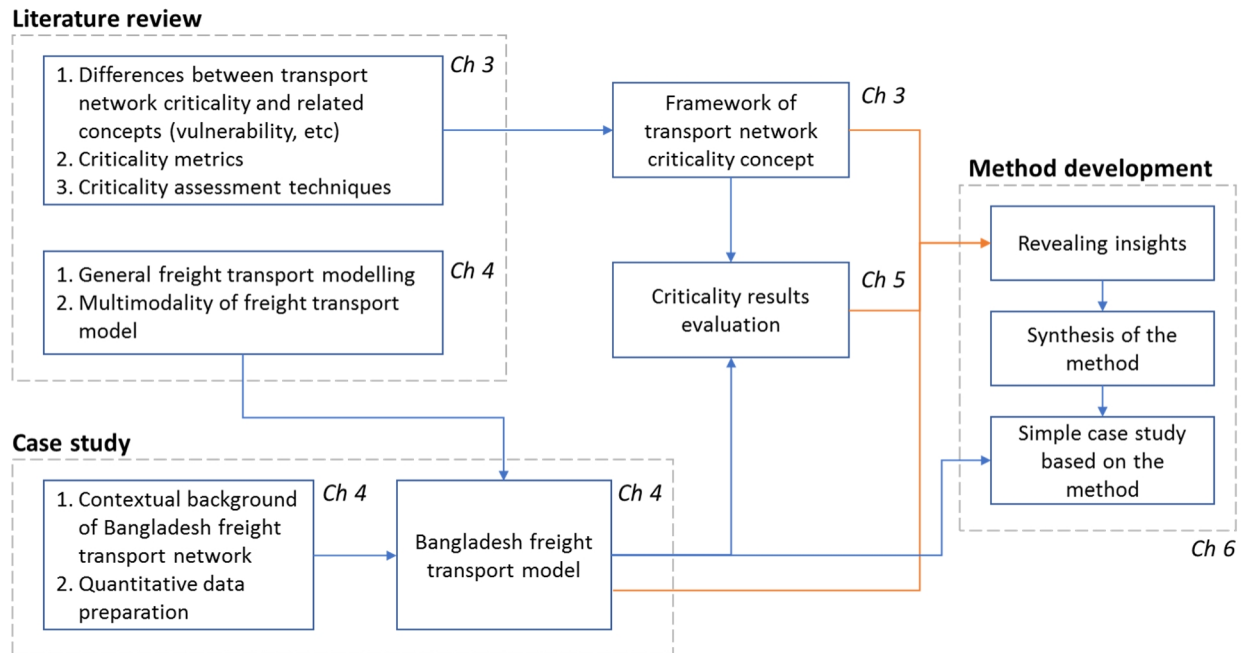 Literature review
Ch 3
1. Differences between transport
network criticality and related
concepts (vulnerability, etc)
2. Criticality metrics
3. Criticality assessment techniques
Ch 4
1. General freight transport modelling
2. Multimodality of freight transport
model
Framework of
transport network
criticality concept
Ch 3
Criticality results
evaluation
Ch 5
Method development
Revealing insights
Synthesis of the
method
Simple case study
based on the
method
Ch 6
Case study
1. Contextual background
of Bangladesh freight
transport network
2. Quantitative data
preparation
Ch 4
Bangladesh freight
transport model
Ch 4